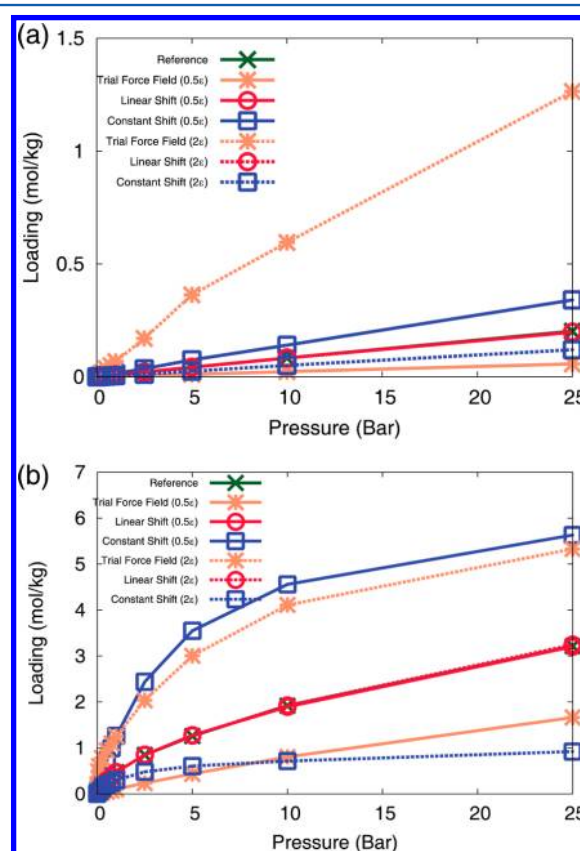 (a)
1.5
Reference
Trial Force Field (0.5ε)
Linear Shift (0.5ε)
Constant Shift (0.5ε)
Trial Force Field (2ε)
Linear Shift (2ε)
Constant Shift (2ε)
1
0.5
0
Loading (mol/kg)
0 5 10 15 20 25
Pressure (Bar)
(b)
7
Reference
Trial Force Field (0.5ε)
Linear Shift (0.5ε)
Constant Shift (0.5ε)
Trial Force Field (2ε)
Linear Shift (2ε)
Constant Shift (2ε)
6
5
4
3
2
1
0
Loading (mol/kg)
0 5 10 15 20 25
Pressure (Bar)